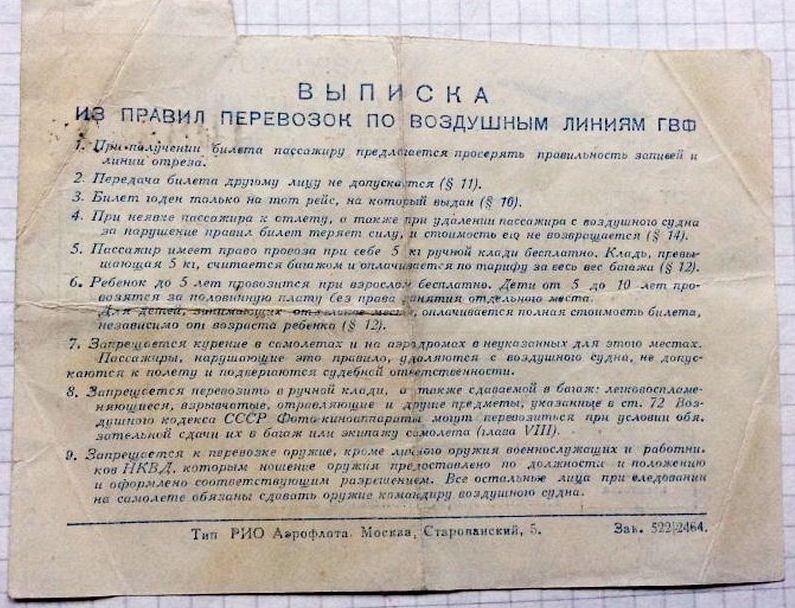 ВЫПИСКА
ИЗ ПРАВИЛ ПЕРЕВОЗОК ПО ВОЗДУШНЫМ ЛИНИЯМ ГВФ
1. При получении билета пассажиру предлагается проверять правильность записей и
линии отреза.
2. Передача билета другому лицу не допускается (§ 11).
3. Билет годен только на тот рейс, на который выдан (§ 10).
4. При неявке пассажира к отлету, а также при удалении пассажира с воздушного судна
за нарушение правил билет теряет силу, и стоимость его не возвращается (§ 14).
5. Пассажир имеет право провоза при себе 5 кг ручной клади бесплатно. Кладь, превы-
шающая 5 кг, считается багажом и оплачивается по тарифу за весь вес багажа (§ 12).
6. Ребенок до 5 лет провозится при взрослом бесплатно. Дети от 5 до 10 лет про-
возятся за половинную плату без права занятия отдельного места.
Для детей, занимающих отдельное место, оплачивается полная стоимость билета,
независимо от возраста ребенка (§ 12).
7. Запрещается курение в самолетах и на аэродромах в неуказанных для этого местах.
Пассажиры, нарушающие это правило, удаляются с воздушного судна, не допус-
каются к полету и подвергаются судебной ответственности.
8. Запрещается перевозить в ручной клади, а также сдаваемой в багаж: легковоспламе-
няющиеся, взрывчатые, отравляющие и другие предметы, указанные в ст. 72 Воз-
душного кодекса СССР Фото-киноаппараты могут перевозиться при условии обя.
зательной сдачи их в багаж или экипажу самолета (глава VIII).
9. Запрещается к перевозке оружие, кроме личного оружия военнослужащих и работни-
ков НКВД, которым ношение оружия предоставлено по должности и положению
и оформлено соответствующим разрешением. Все остальные лица при следовании
на самолете обязаны сдавать оружие командиру воздушного судна.
Тип РИО Аэрофлота. Москва, Старопанский, 5. Зак. 522/2464.